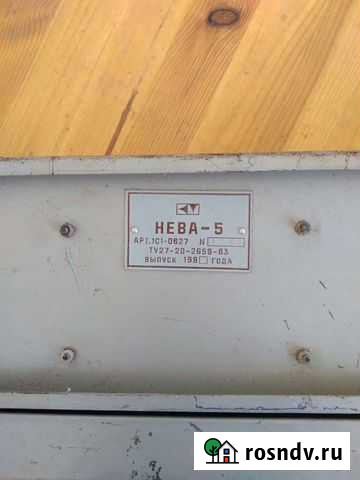 НЕВА-5
АРТ.1С1-0627 N
ТУ27-20-2659-83
ВЫПУСК 198 ГОДА
rosndv.ru